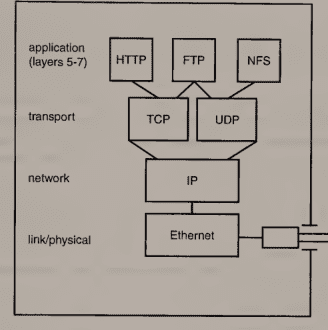 application
(layers 5-7)
HTTP
FTP
NFS
transport
TCP
UDP
network
IP
link/physical
Ethernet